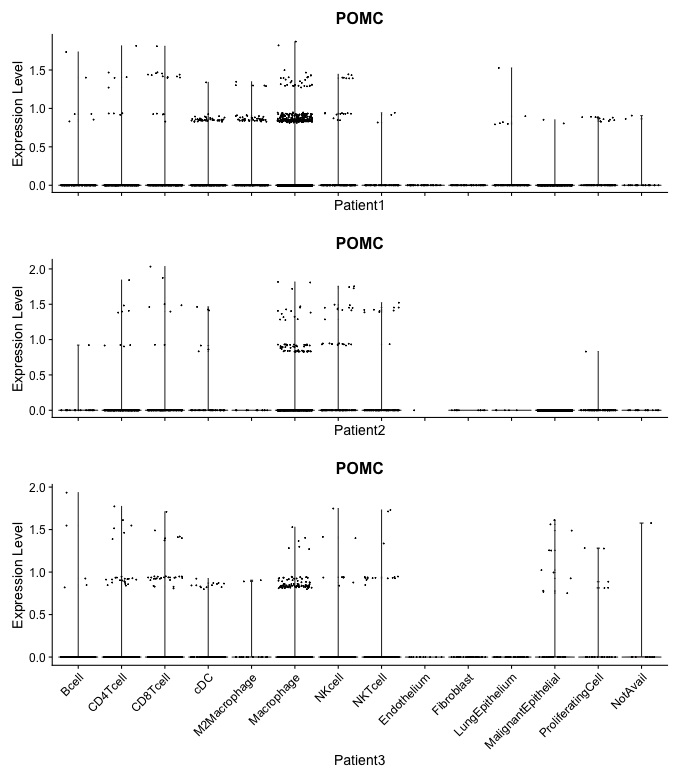 POMC
Expression Level
1.5
1.0
0.5
0.0
Patient1
POMC
Expression Level
2.0
1.5
1.0
0.5
0.0
Patient2
POMC
Expression Level
2.0
1.5
1.0
0.5
0.0
Bcell
CD4Tcell
CD8Tcell
cDC
M2Macrophage
Macrophage
NKcell
NKTcell
Endothelium
Fibroblast
LungEpithelium
MalignantEpithelial
ProliferatingCell
NotAvail
Patient3